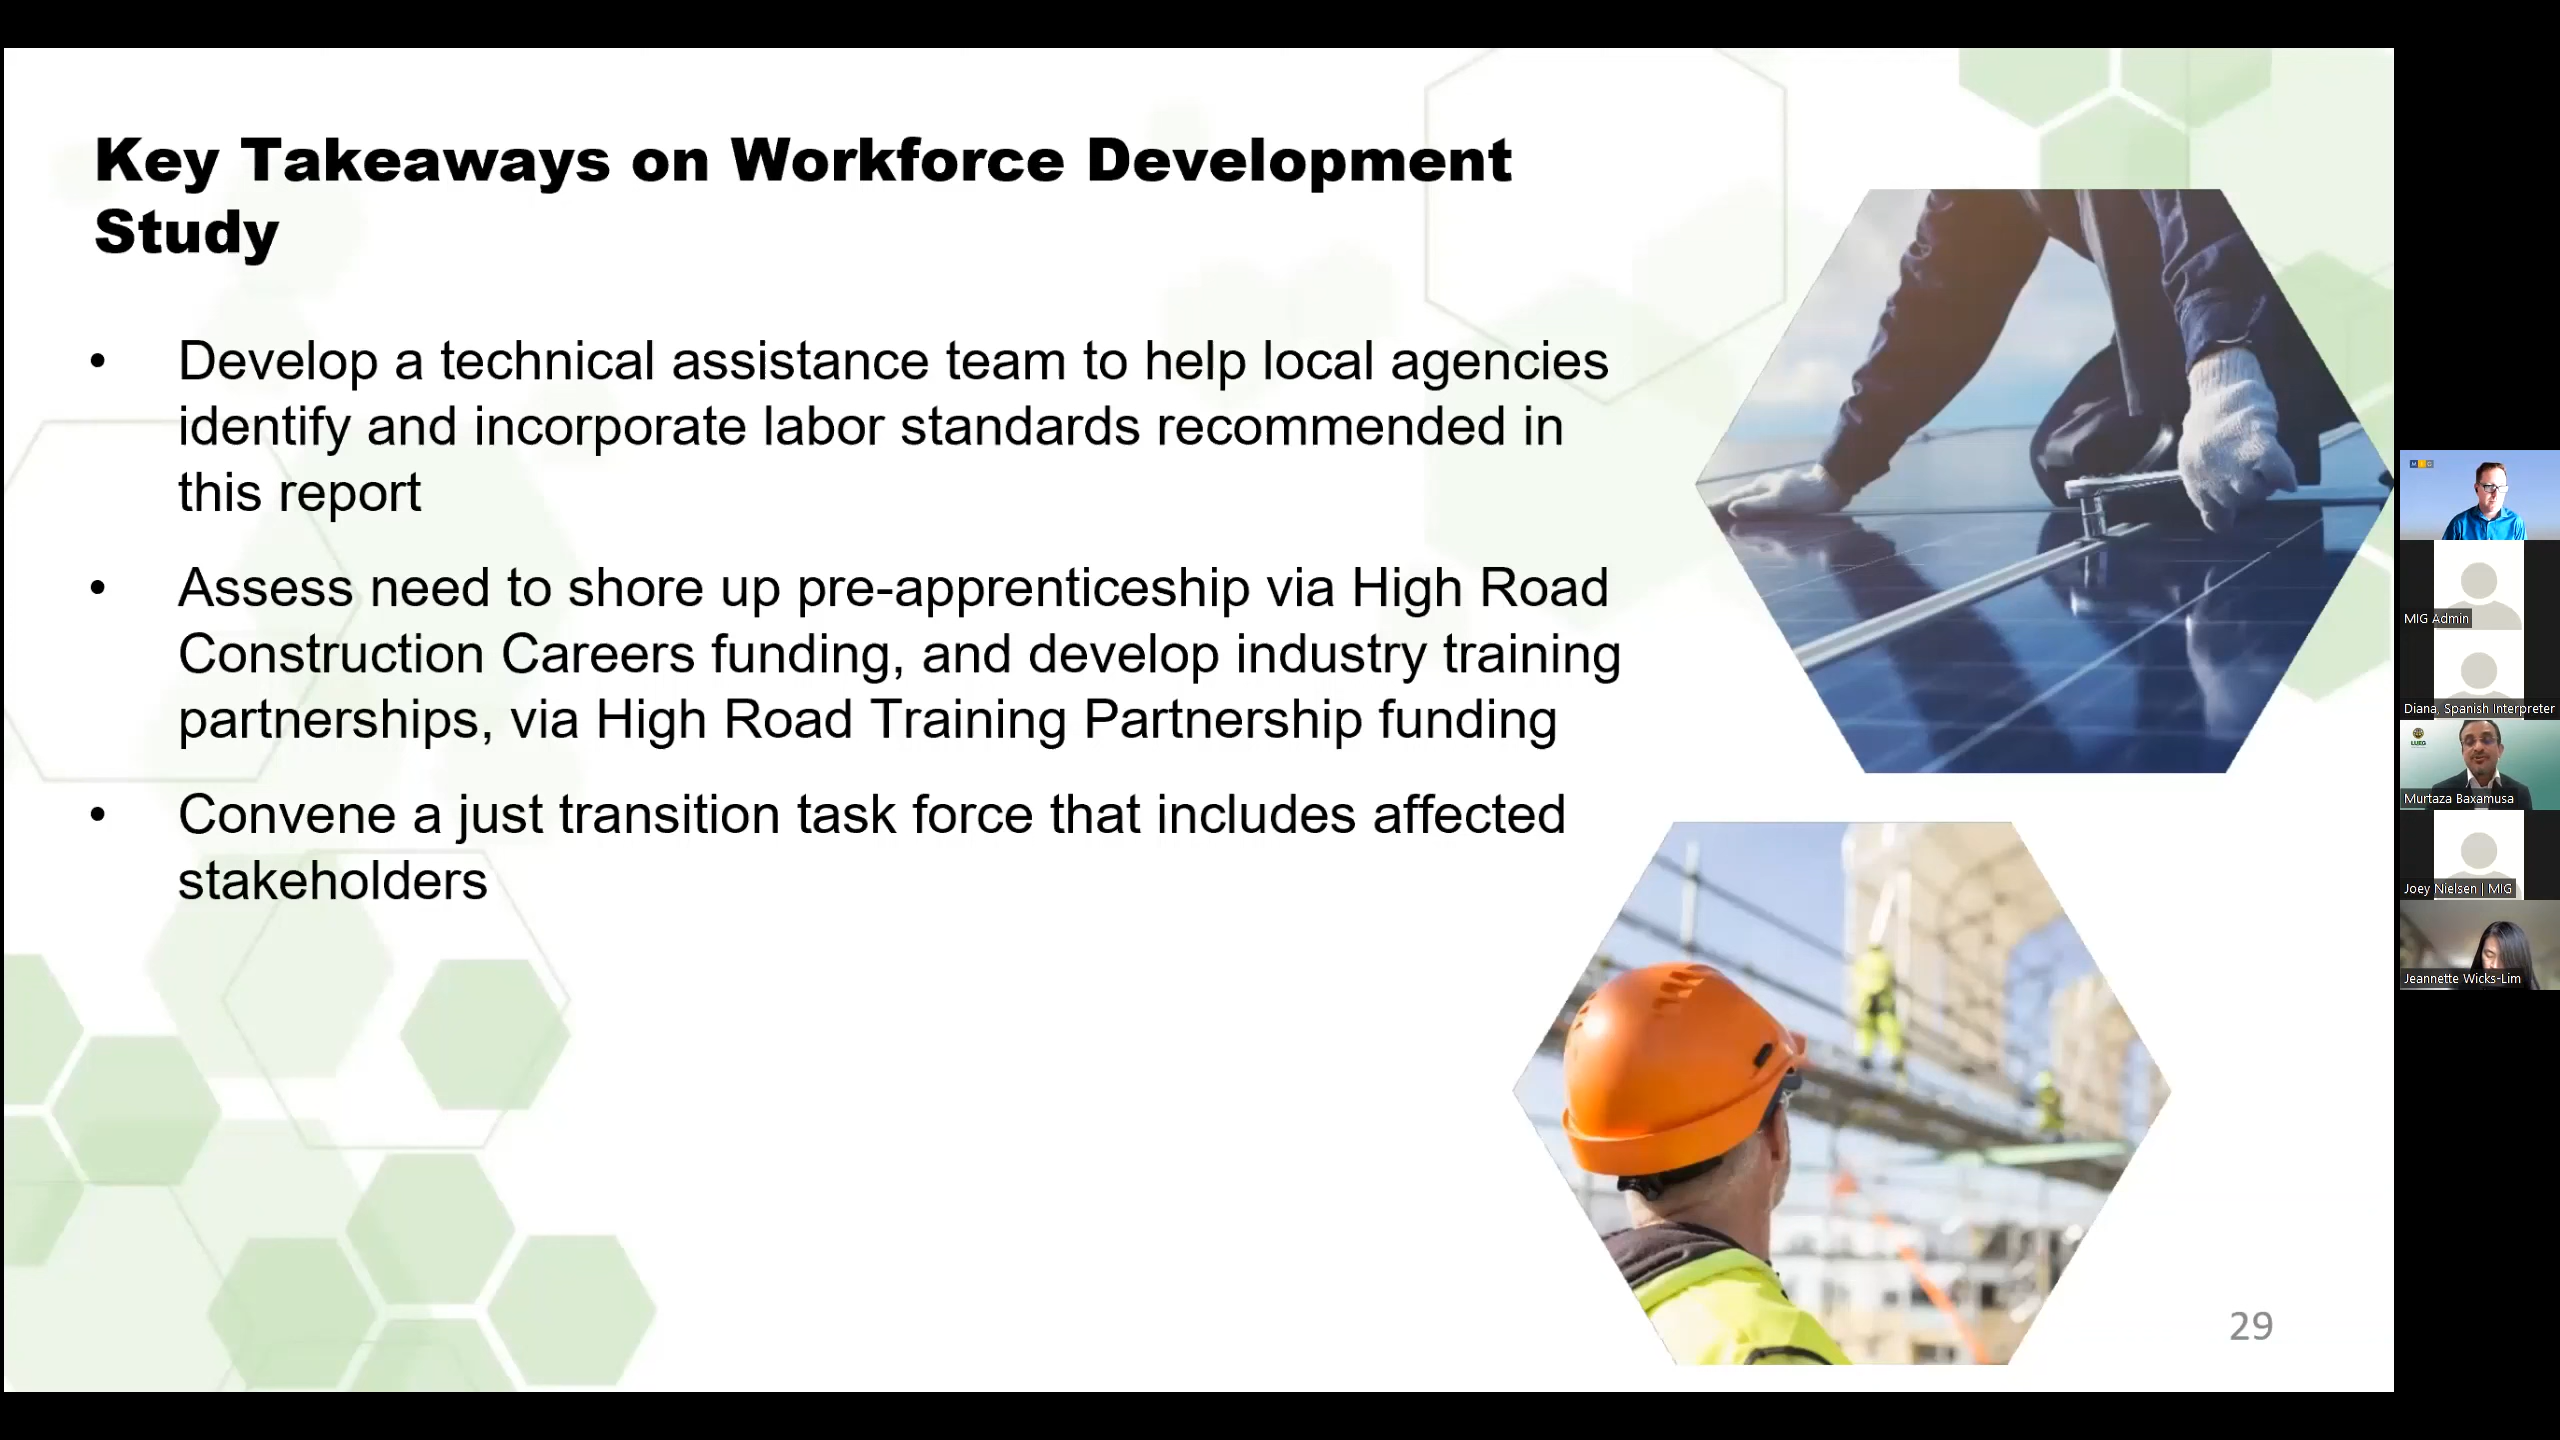 Key Takeaways on Workforce Development
Study
• Develop a technical assistance team to help local agencies
identify and incorporate labor standards recommended in
this report
• Assess need to shore up pre-apprenticeship via High Road
Construction Careers funding, and develop industry training
partnerships, via High Road Training Partnership funding
• Convene a just transition task force that includes affected
stakeholders
29
MIG Admin
Diana, Spanish Interpreter
LUEG
Murtaza Baxamusa
Joey Nielsen | MIG
Jeannette Wicks-Lim